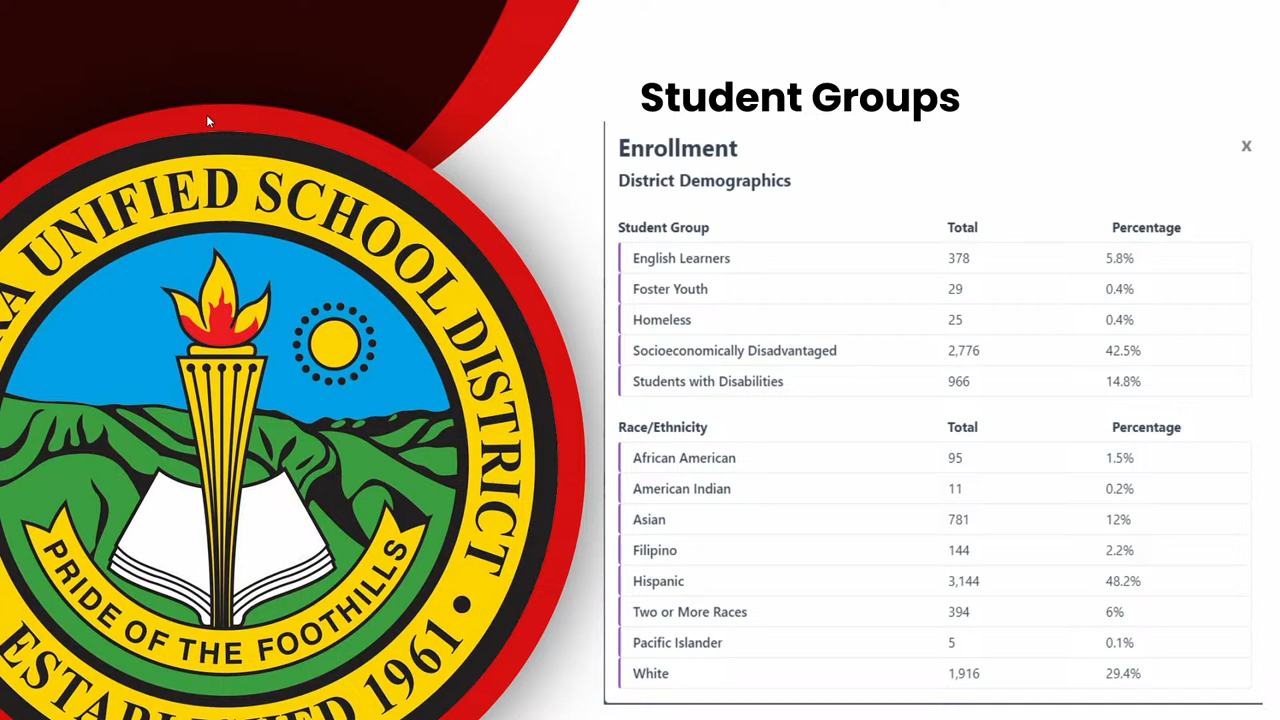 UNIFIED SCHOOL DISTRICT
PRIDE OF THE FOOTHILLS
ESTABLISHED 1961
Student Groups
Enrollment
X
District Demographics
Student Group Total Percentage
English Learners 378 5.8%
Foster Youth 29 0.4%
Homeless 25 0.4%
Socioeconomically Disadvantaged 2,776 42.5%
Students with Disabilities 966 14.8%
Race/Ethnicity Total Percentage
African American 95 1.5%
American Indian 11 0.2%
Asian 781 12%
Filipino 144 2.2%
Hispanic 3,144 48.2%
Two or More Races 394 6%
Pacific Islander 5 0.1%
White 1,916 29.4%